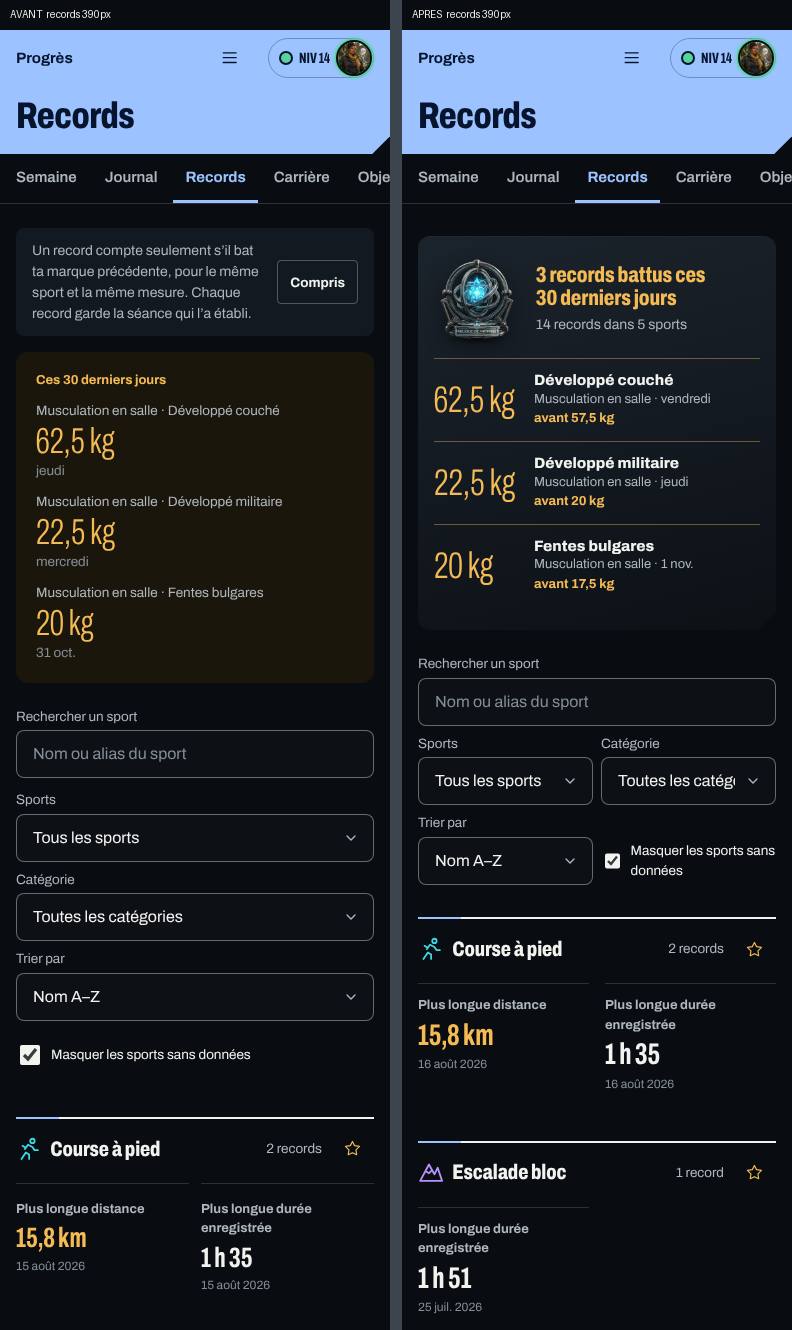 AVANT records 390px
Progrès
NIV 14
Records
Semaine Journal Records Carrière Obje
Un record compte seulement s’il bat
ta marque précédente, pour le même
sport et la même mesure. Chaque
record garde la séance qui l’a établi.
Compris
Ces 30 derniers jours
Musculation en salle · Développé couché
62,5 kg
jeudi
Musculation en salle · Développé militaire
22,5 kg
mercredi
Musculation en salle · Fentes bulgares
20 kg
31 oct.
Rechercher un sport
Nom ou alias du sport
Sports
Tous les sports
Catégorie
Toutes les catégories
Trier par
Nom A–Z
Masquer les sports sans données
Course à pied
2 records
Plus longue distance
15,8 km
15 août 2026
Plus longue durée
enregistrée
1 h 35
15 août 2026
APRES records 390px
Progrès
NIV 14
Records
Semaine Journal Records Carrière Obje
3 records battus ces
30 derniers jours
14 records dans 5 sports
62,5 kg
Développé couché
Musculation en salle · vendredi
avant 57,5 kg
22,5 kg
Développé militaire
Musculation en salle · jeudi
avant 20 kg
20 kg
Fentes bulgares
Musculation en salle · 1 nov.
avant 17,5 kg
Rechercher un sport
Nom ou alias du sport
Sports
Tous les sports
Catégorie
Toutes les catég
Trier par
Nom A–Z
Masquer les sports sans
données
Course à pied
2 records
Plus longue distance
15,8 km
16 août 2026
Plus longue durée
enregistrée
1 h 35
16 août 2026
Escalade bloc
1 record
Plus longue durée
enregistrée
1 h 51
25 juil. 2026